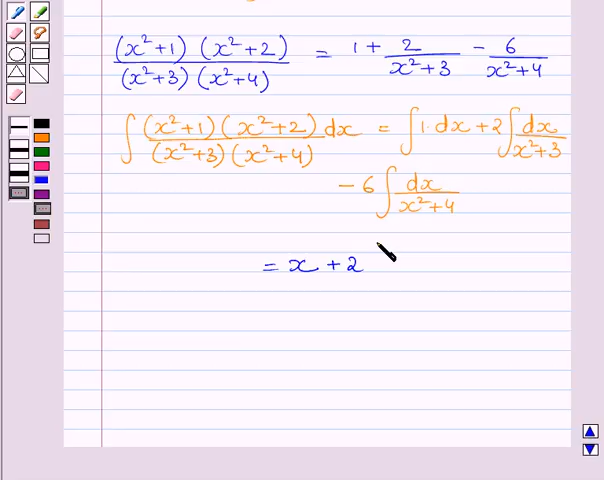 (x²+1) (x²+2) / (x²+3) (x²+4) = 1 + 2/(x²+3) − 6/(x²+4)
∫ (x²+1) (x²+2) dx / (x²+3) (x²+4) = ∫ 1·dx + 2 ∫ dx/(x²+3)
− 6 ∫ dx/(x²+4)
= x + 2